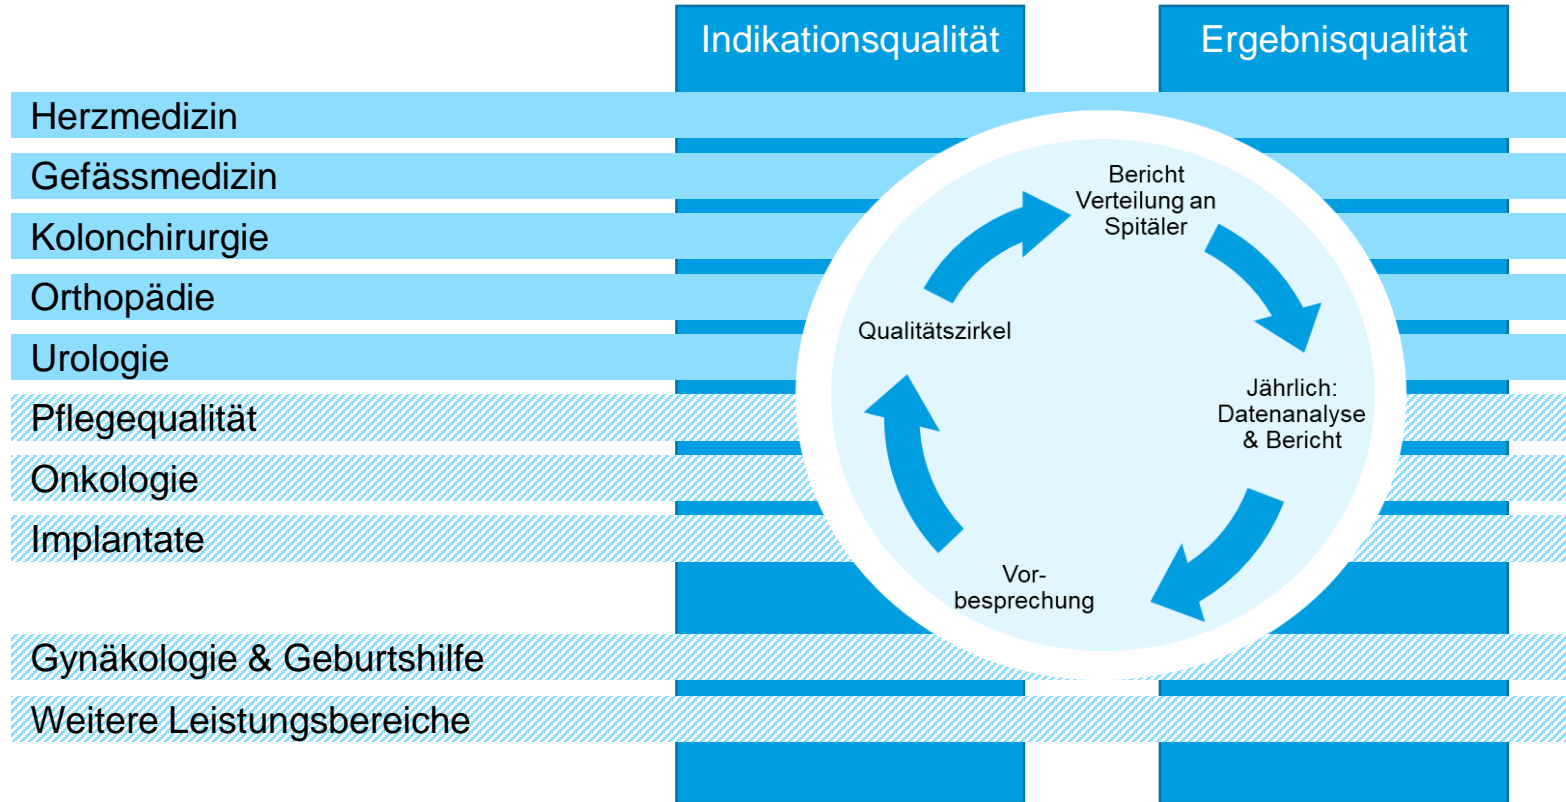 Indikationsqualität
Ergebnisqualität
Herzmedizin
Gefässmedizin
Kolonchirurgie
Orthopädie
Urologie
Pflegequalität
Onkologie
Implantate
Gynäkologie & Geburtshilfe
Weitere Leistungsbereiche
Bericht
Verteilung an
Spitäler
Jährlich:
Datenanalyse
& Bericht
Vor-
besprechung
Qualitätszirkel